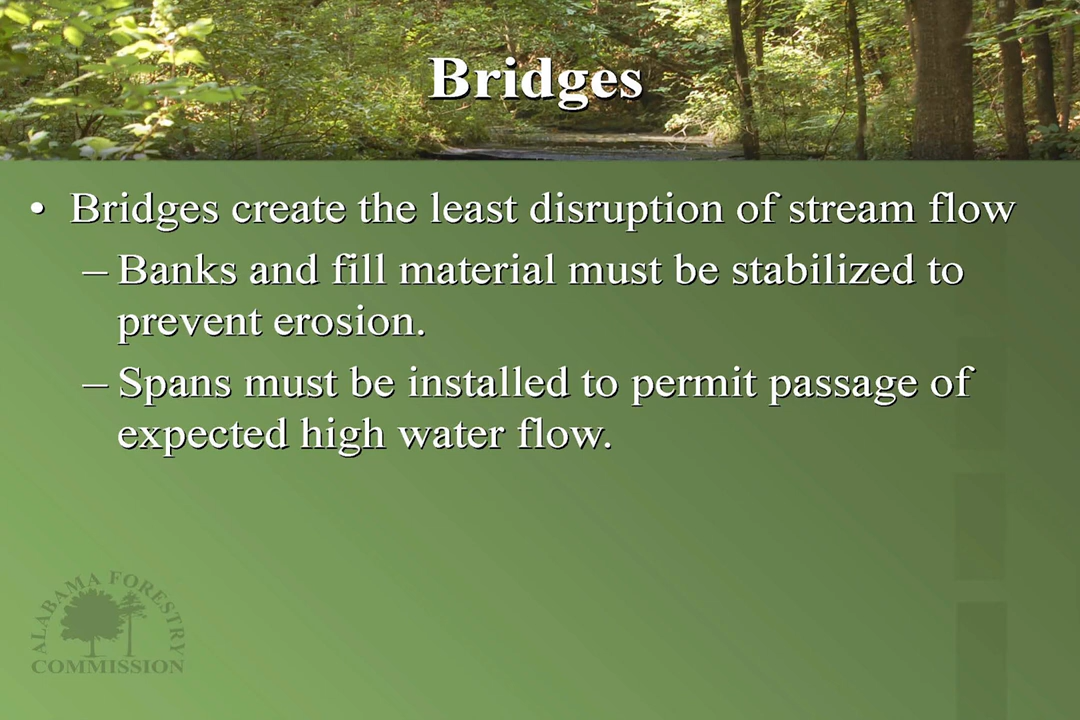 Bridges
• Bridges create the least disruption of stream flow
– Banks and fill material must be stabilized to
prevent erosion.
– Spans must be installed to permit passage of
expected high water flow.
ALABAMA FORESTRY
COMMISSION